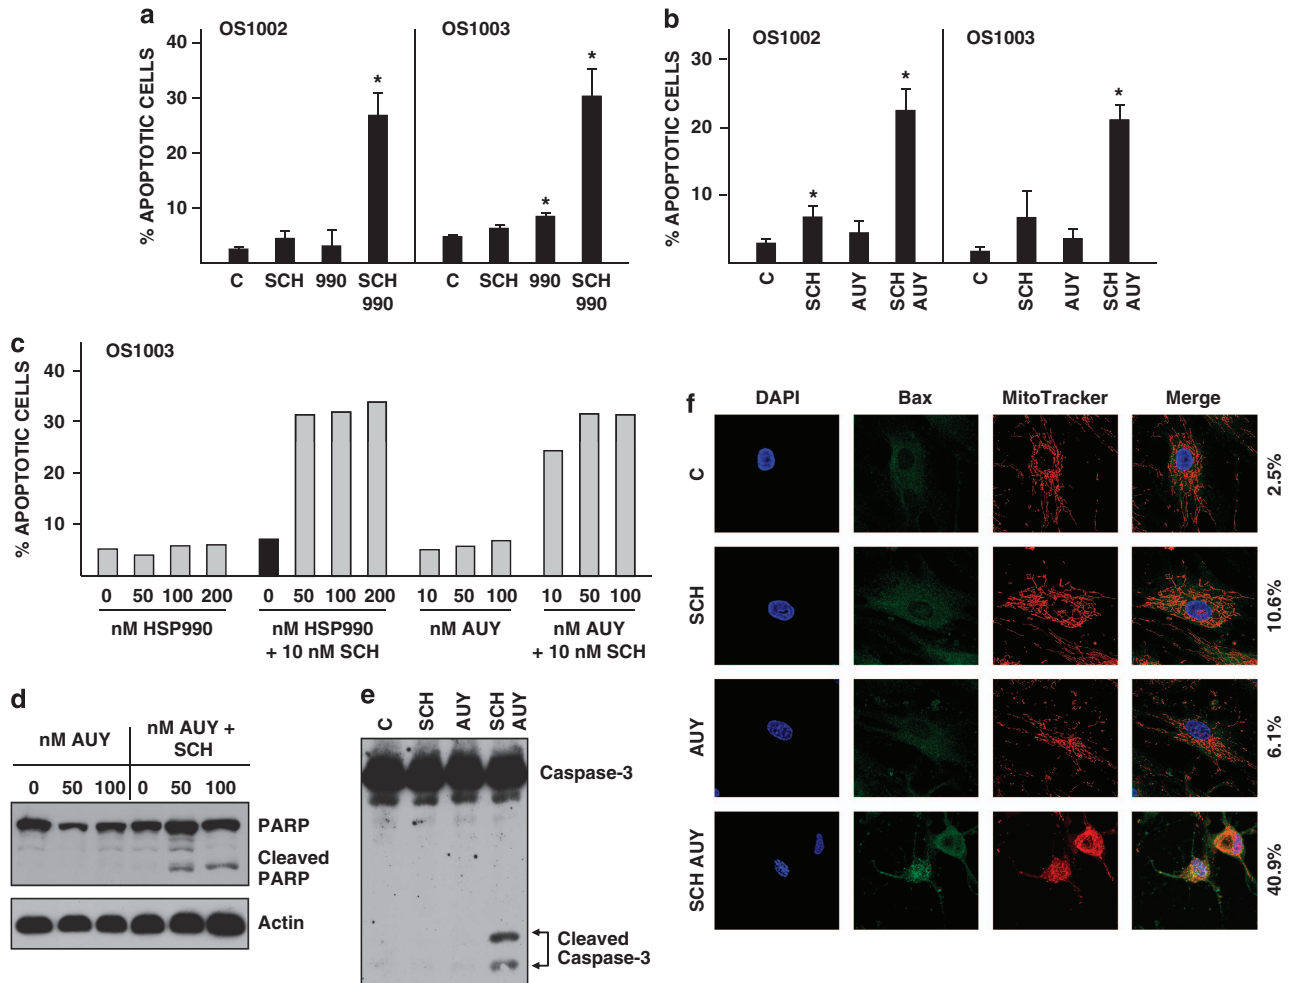 a
OS1002
OS1003
% APOPTOTIC CELLS
40
30
20
10
*
*
*
C SCH 990 SCH 990
C SCH 990 SCH 990
b
OS1002
OS1003
% APOPTOTIC CELLS
30
20
10
*
*
*
C SCH AUY SCH AUY
C SCH AUY SCH AUY
c
OS1003
% APOPTOTIC CELLS
40
30
20
10
0 50 100 200
nM HSP990
0 50 100 200
nM HSP990
+ 10 nM SCH
10 50 100
nM AUY
10 50 100
nM AUY
+ 10 nM SCH
d
nM AUY
nM AUY +
SCH
0 50 100 0 50 100
PARP
Cleaved
PARP
Actin
e
C SCH AUY SCH AUY
Caspase-3
Cleaved
Caspase-3
f
DAPI Bax MitoTracker Merge
C
2.5%
SCH
10.6%
AUY
6.1%
SCH AUY
40.9%